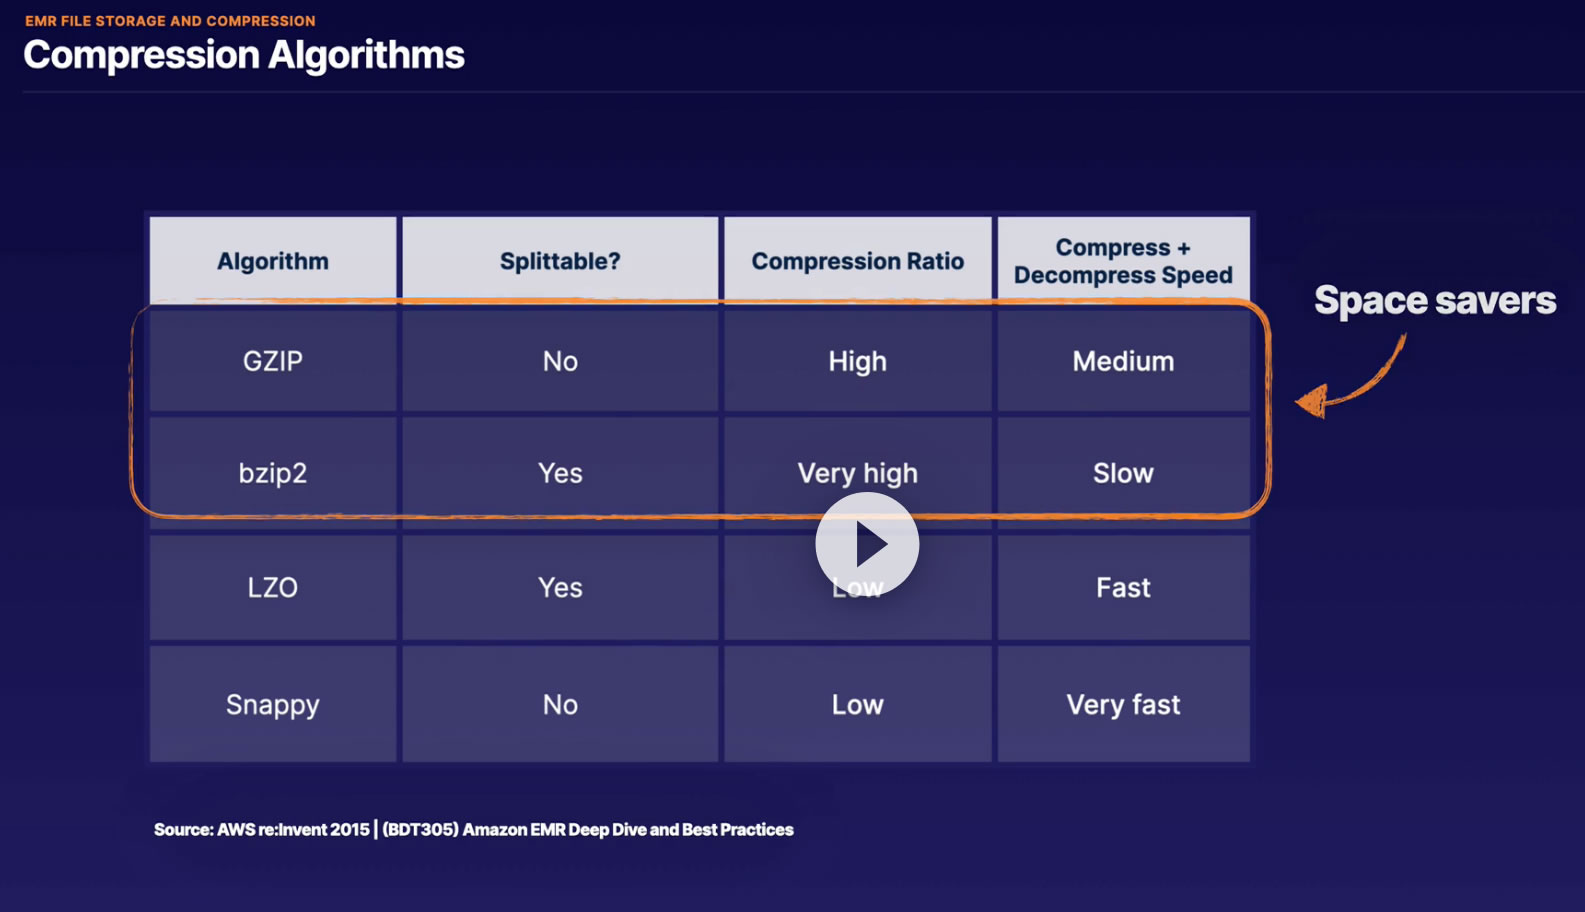 EMR FILE STORAGE AND COMPRESSION
Compression Algorithms
Algorithm Splittable? Compression Ratio Compress +
Decompress Speed
Space savers
GZIP No High Medium
bzip2 Yes Very high Slow
LZO Yes Low Fast
Snappy No Low Very fast
Source: AWS re:Invent 2015 | (BDT305) Amazon EMR Deep Dive and Best Practices